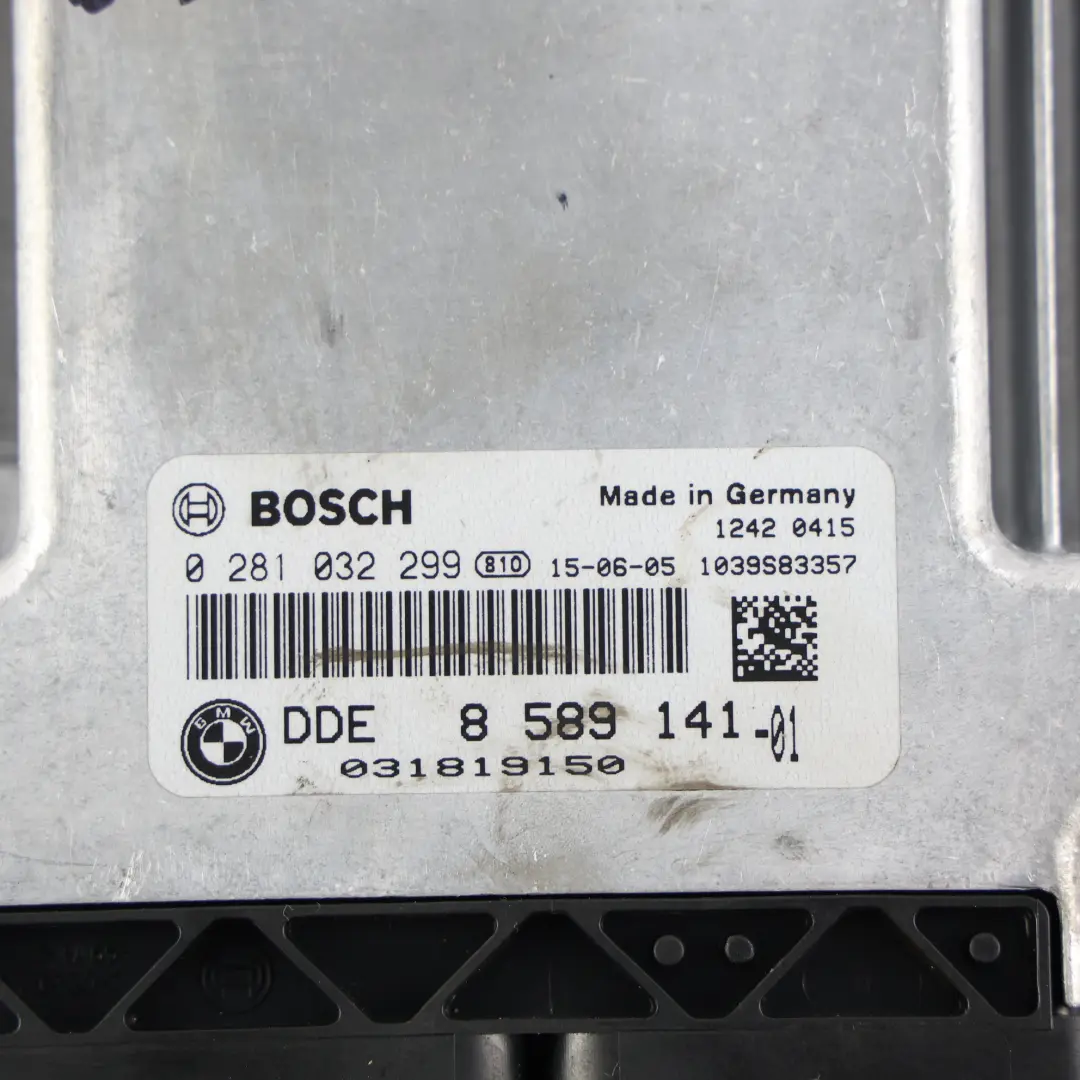 BOSCH
Made in Germany
1242 0415
0 281 032 299 810 15-06-05 1039S83357
BMW
DDE 8 589 141-01
031819150